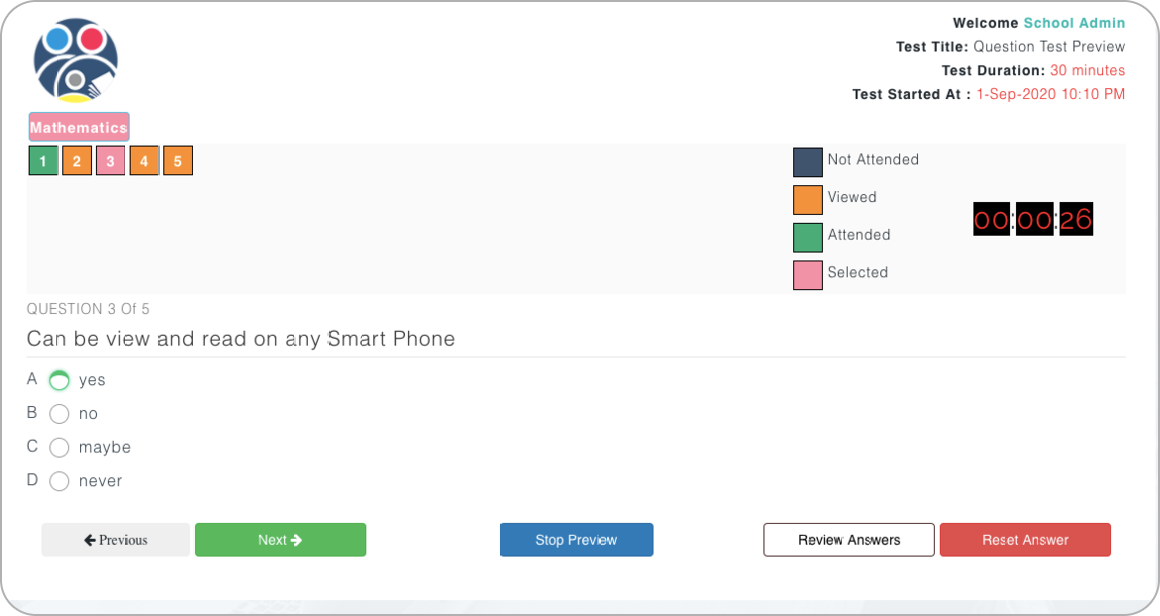 Welcome School Admin
Test Title: Question Test Preview
Test Duration: 30 minutes
Test Started At : 1-Sep-2020 10:10 PM
Mathematics
1 2 3 4 5
Not Attended
Viewed
Attended
Selected
00:00:26
QUESTION 3 Of 5
Can be view and read on any Smart Phone
A yes
B no
C maybe
D never
Previous Next Stop Preview Review Answers Reset Answer